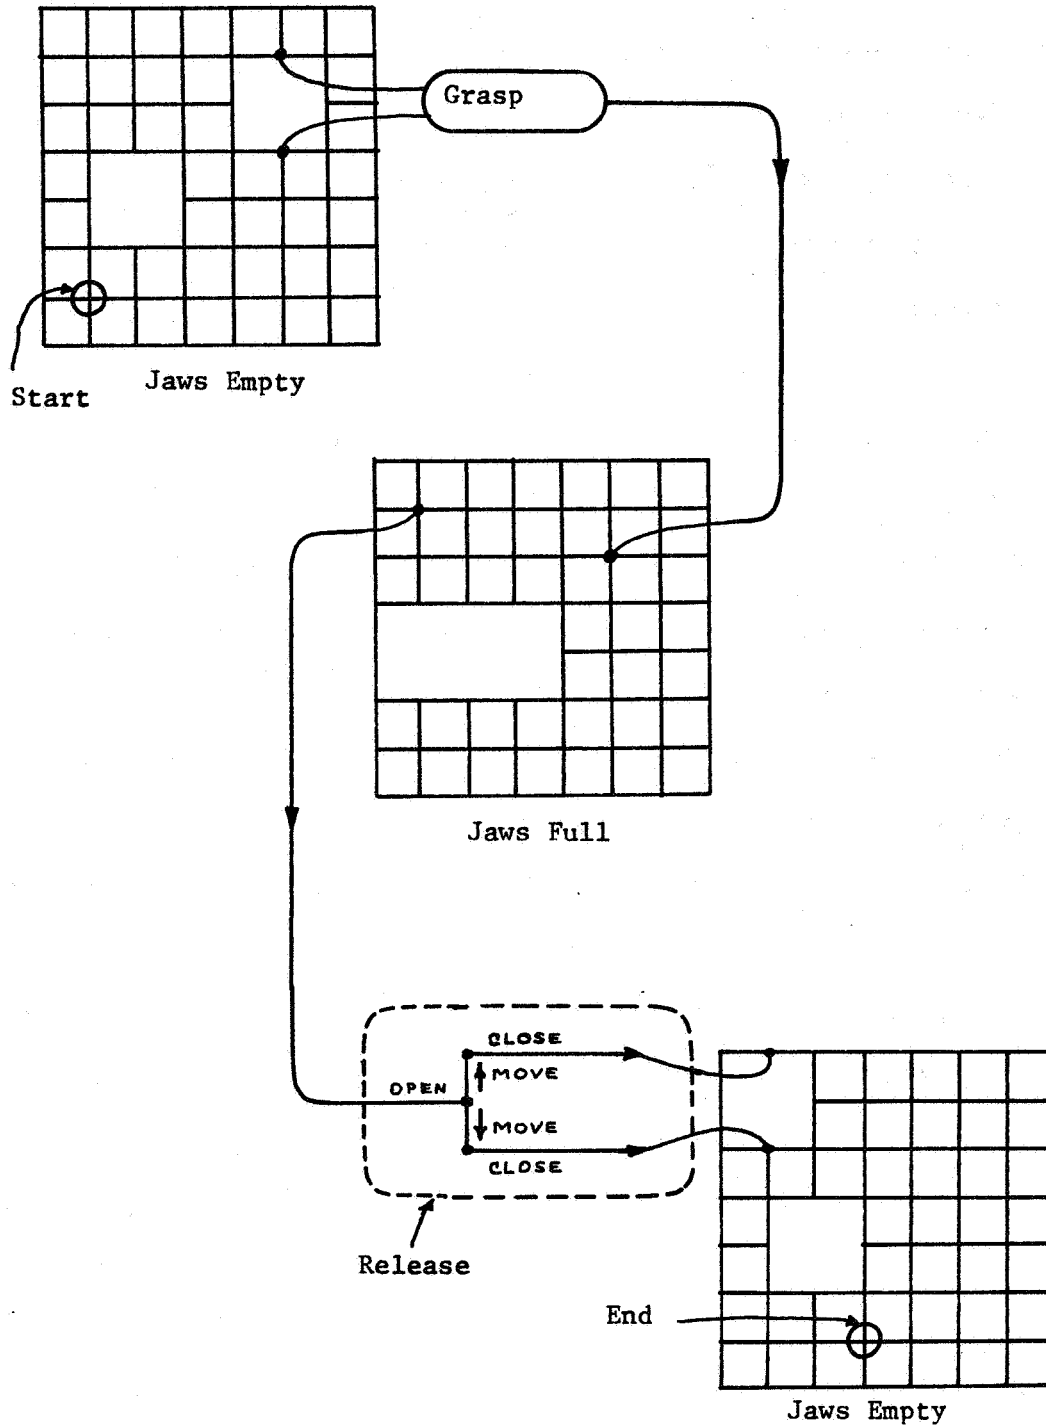 Grasp
Start
Jaws Empty
Jaws Full
CLOSE
MOVE
OPEN
MOVE
CLOSE
Release
End
Jaws Empty